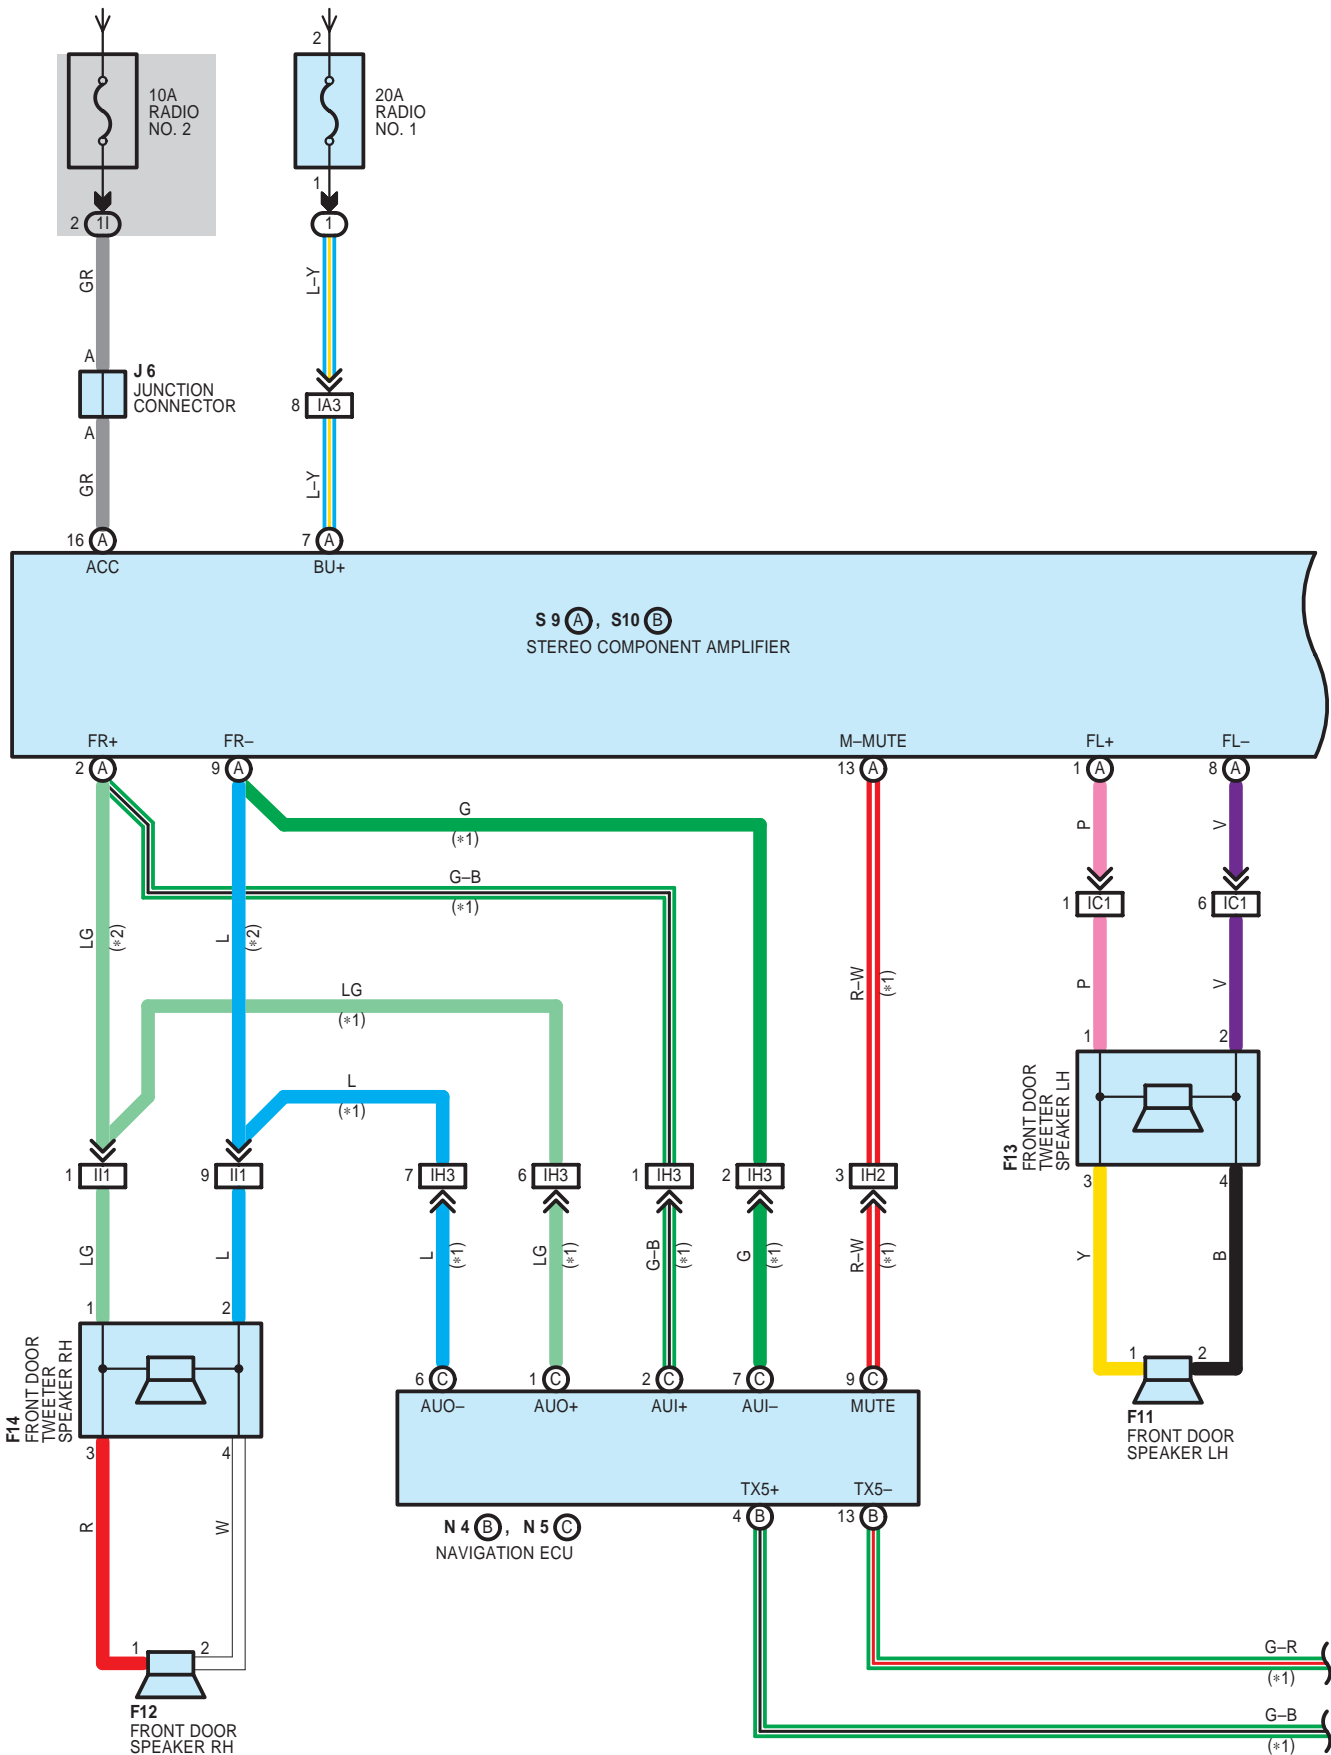 2
10A
RADIO
NO. 2
20A
RADIO
NO. 1
1
2 1I
1
GR
L–Y
A
J 6
JUNCTION
CONNECTOR
8 IA3
A
GR
L–Y
16 A
7 A
ACC
BU+
S 9 A , S10 B
STEREO COMPONENT AMPLIFIER
FR+
FR–
M–MUTE
FL+
FL–
2 A
9 A
13 A
1 A
8 A
G
(*1)
P
V
G–B
(*1)
1 IC1
6 IC1
LG
(*2)
L
(*2)
R–W
(*1)
P
V
LG
(*1)
1
2
L
(*1)
F13
FRONT DOOR
TWEETER
SPEAKER LH
1 II1
9 II1
7 IH3
6 IH3
1 IH3
2 IH3
3 IH2
3
4
LG
L
L
(*1)
LG
(*1)
G–B
(*1)
G
(*1)
R–W
(*1)
Y
B
1
2
1
2
F14
FRONT DOOR
TWEETER
SPEAKER RH
6 C
1 C
2 C
7 C
9 C
AUO–
AUO+
AUI+
AUI–
MUTE
F11
FRONT DOOR
SPEAKER LH
3
4
TX5+
TX5–
4 B
13 B
N 4 B , N 5 C
NAVIGATION ECU
R
W
1
2
G–R
(*1)
F12
FRONT DOOR
SPEAKER RH
G–B
(*1)